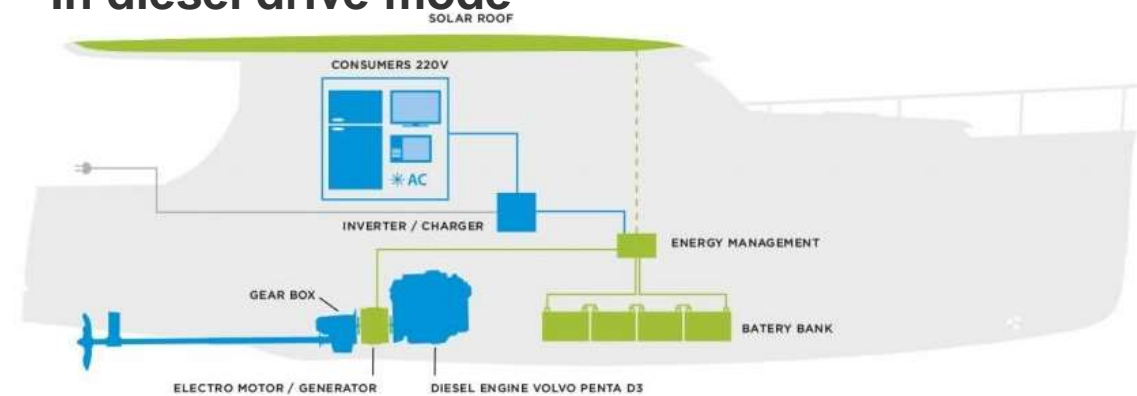 In diesel drive mode
SOLAR ROOF
CONSUMERS 220V
AC
INVERTER / CHARGER
ENERGY MANAGEMENT
GEAR BOX
BATERY BANK
ELECTRO MOTOR / GENERATOR
DIESEL ENGINE VOLVO PENTA D3